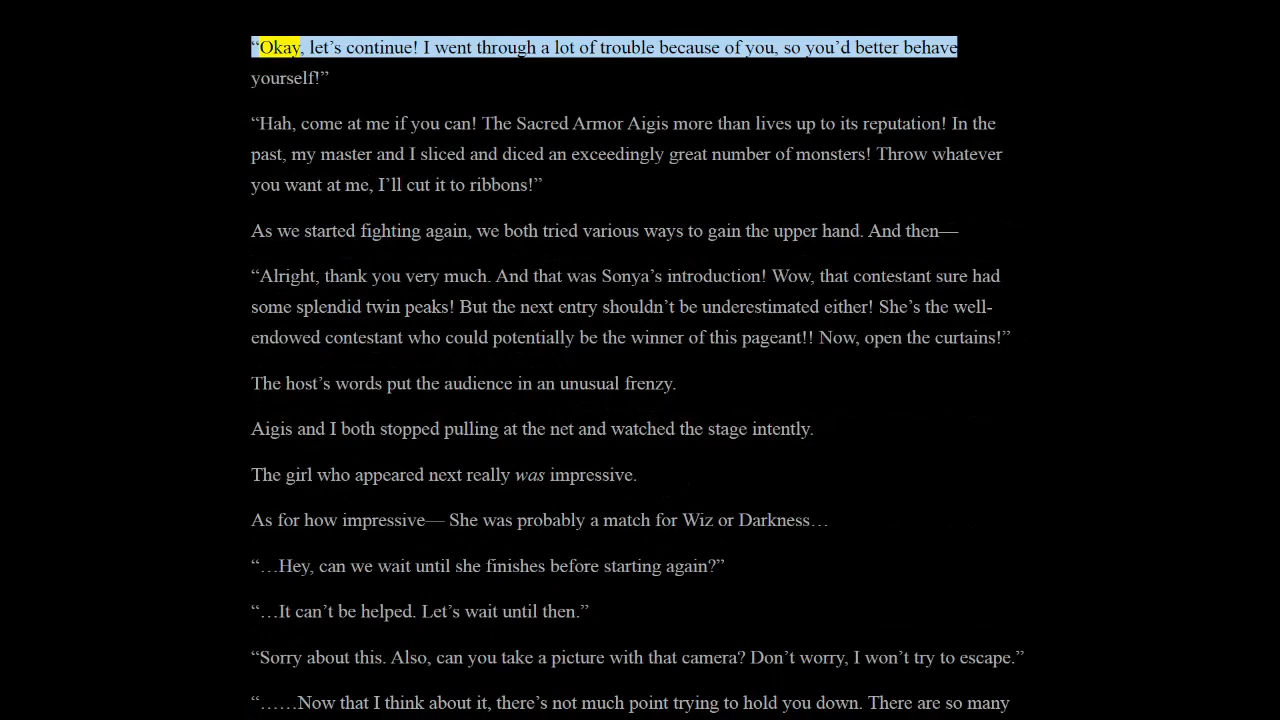 “Okay, let’s continue! I went through a lot of trouble because of you, so you’d better behave
yourself!”
“Hah, come at me if you can! The Sacred Armor Aigis more than lives up to its reputation! In the
past, my master and I sliced and diced an exceedingly great number of monsters! Throw whatever
you want at me, I’ll cut it to ribbons!”
As we started fighting again, we both tried various ways to gain the upper hand. And then—
“Alright, thank you very much. And that was Sonya’s introduction! Wow, that contestant sure had
some splendid twin peaks! But the next entry shouldn’t be underestimated either! She’s the well-
endowed contestant who could potentially be the winner of this pageant!! Now, open the curtains!”
The host’s words put the audience in an unusual frenzy.
Aigis and I both stopped pulling at the net and watched the stage intently.
The girl who appeared next really was impressive.
As for how impressive— She was probably a match for Wiz or Darkness…
“…Hey, can we wait until she finishes before starting again?”
“…It can’t be helped. Let’s wait until then.”
“Sorry about this. Also, can you take a picture with that camera? Don’t worry, I won’t try to escape.”
“……Now that I think about it, there’s not much point trying to hold you down. There are so many